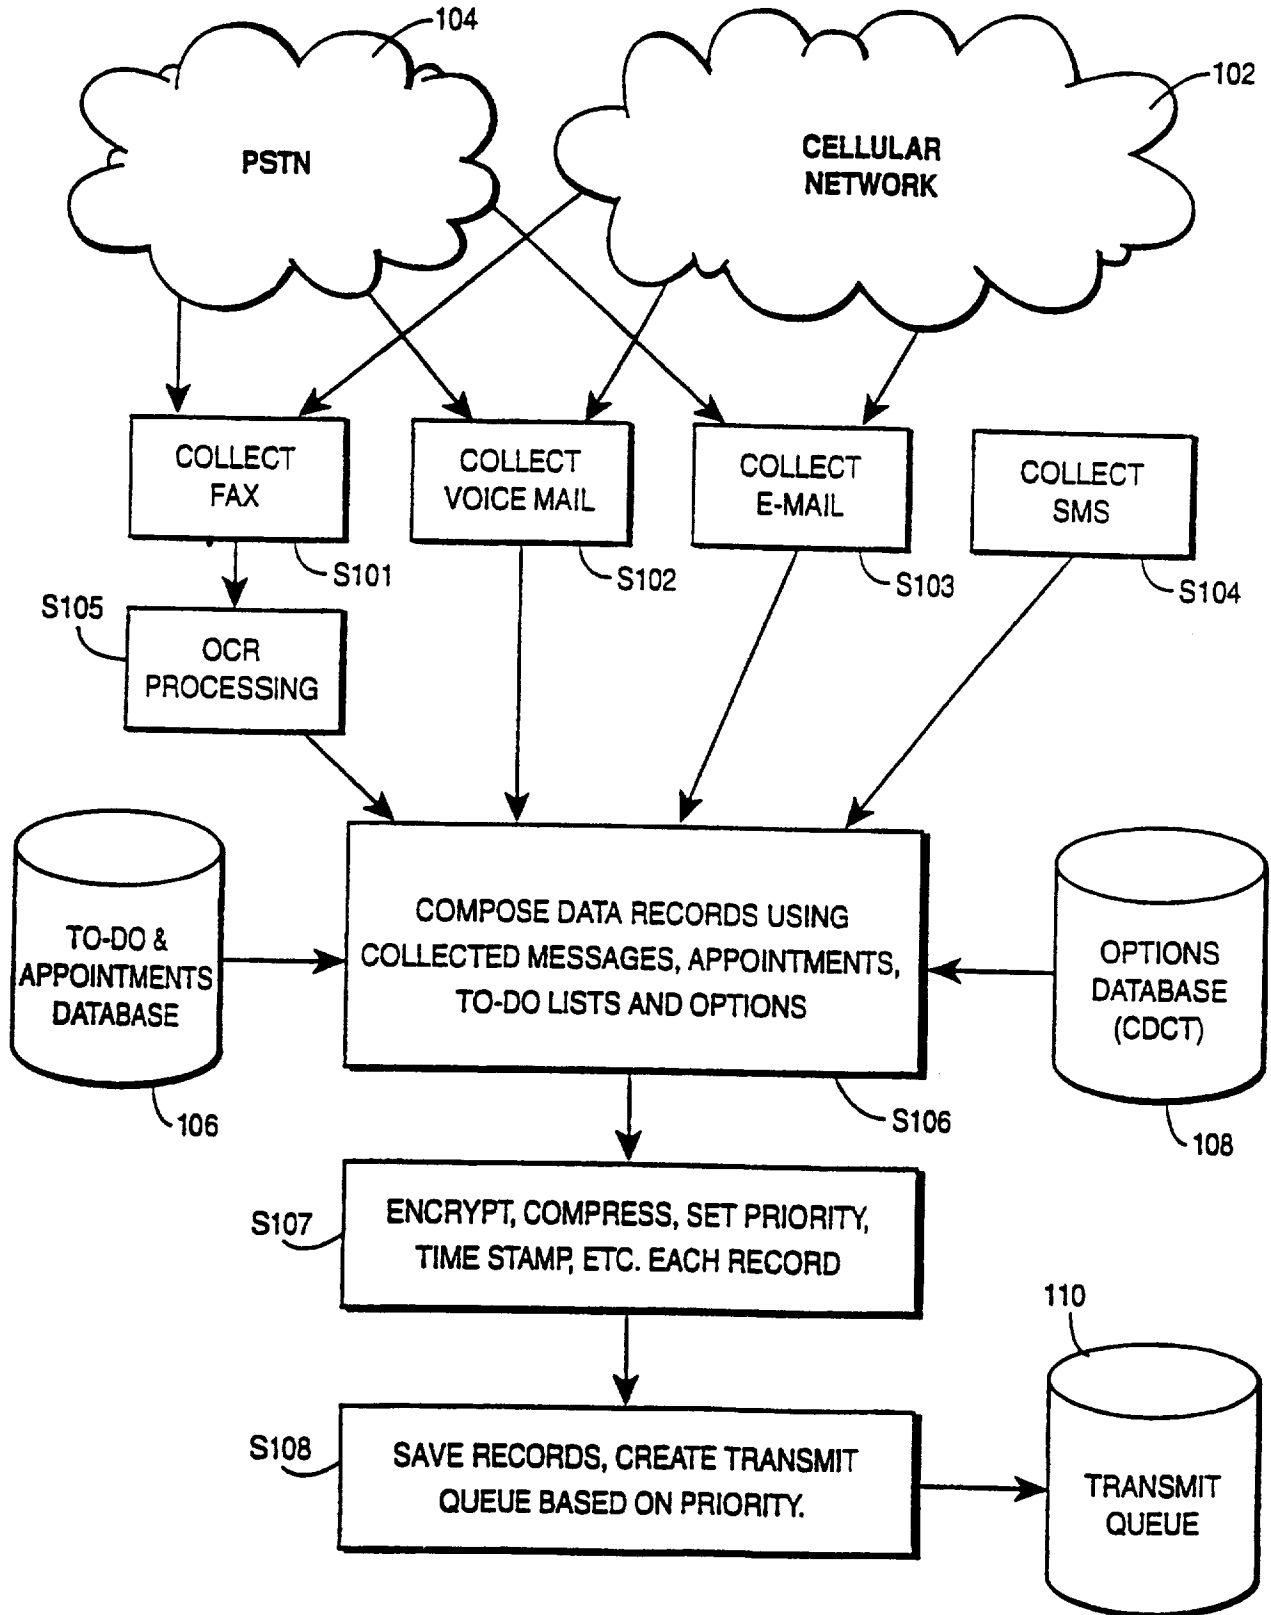 104
102
PSTN
CELLULAR
NETWORK
COLLECT
FAX
COLLECT
VOICE MAIL
COLLECT
E-MAIL
COLLECT
SMS
S101
S102
S103
S104
S105
OCR
PROCESSING
TO-DO &
APPOINTMENTS
DATABASE
COMPOSE DATA RECORDS USING
COLLECTED MESSAGES, APPOINTMENTS,
TO-DO LISTS AND OPTIONS
OPTIONS
DATABASE
(CDCT)
106
S106
108
S107
ENCRYPT, COMPRESS, SET PRIORITY,
TIME STAMP, ETC. EACH RECORD
110
S108
SAVE RECORDS, CREATE TRANSMIT
QUEUE BASED ON PRIORITY.
TRANSMIT
QUEUE